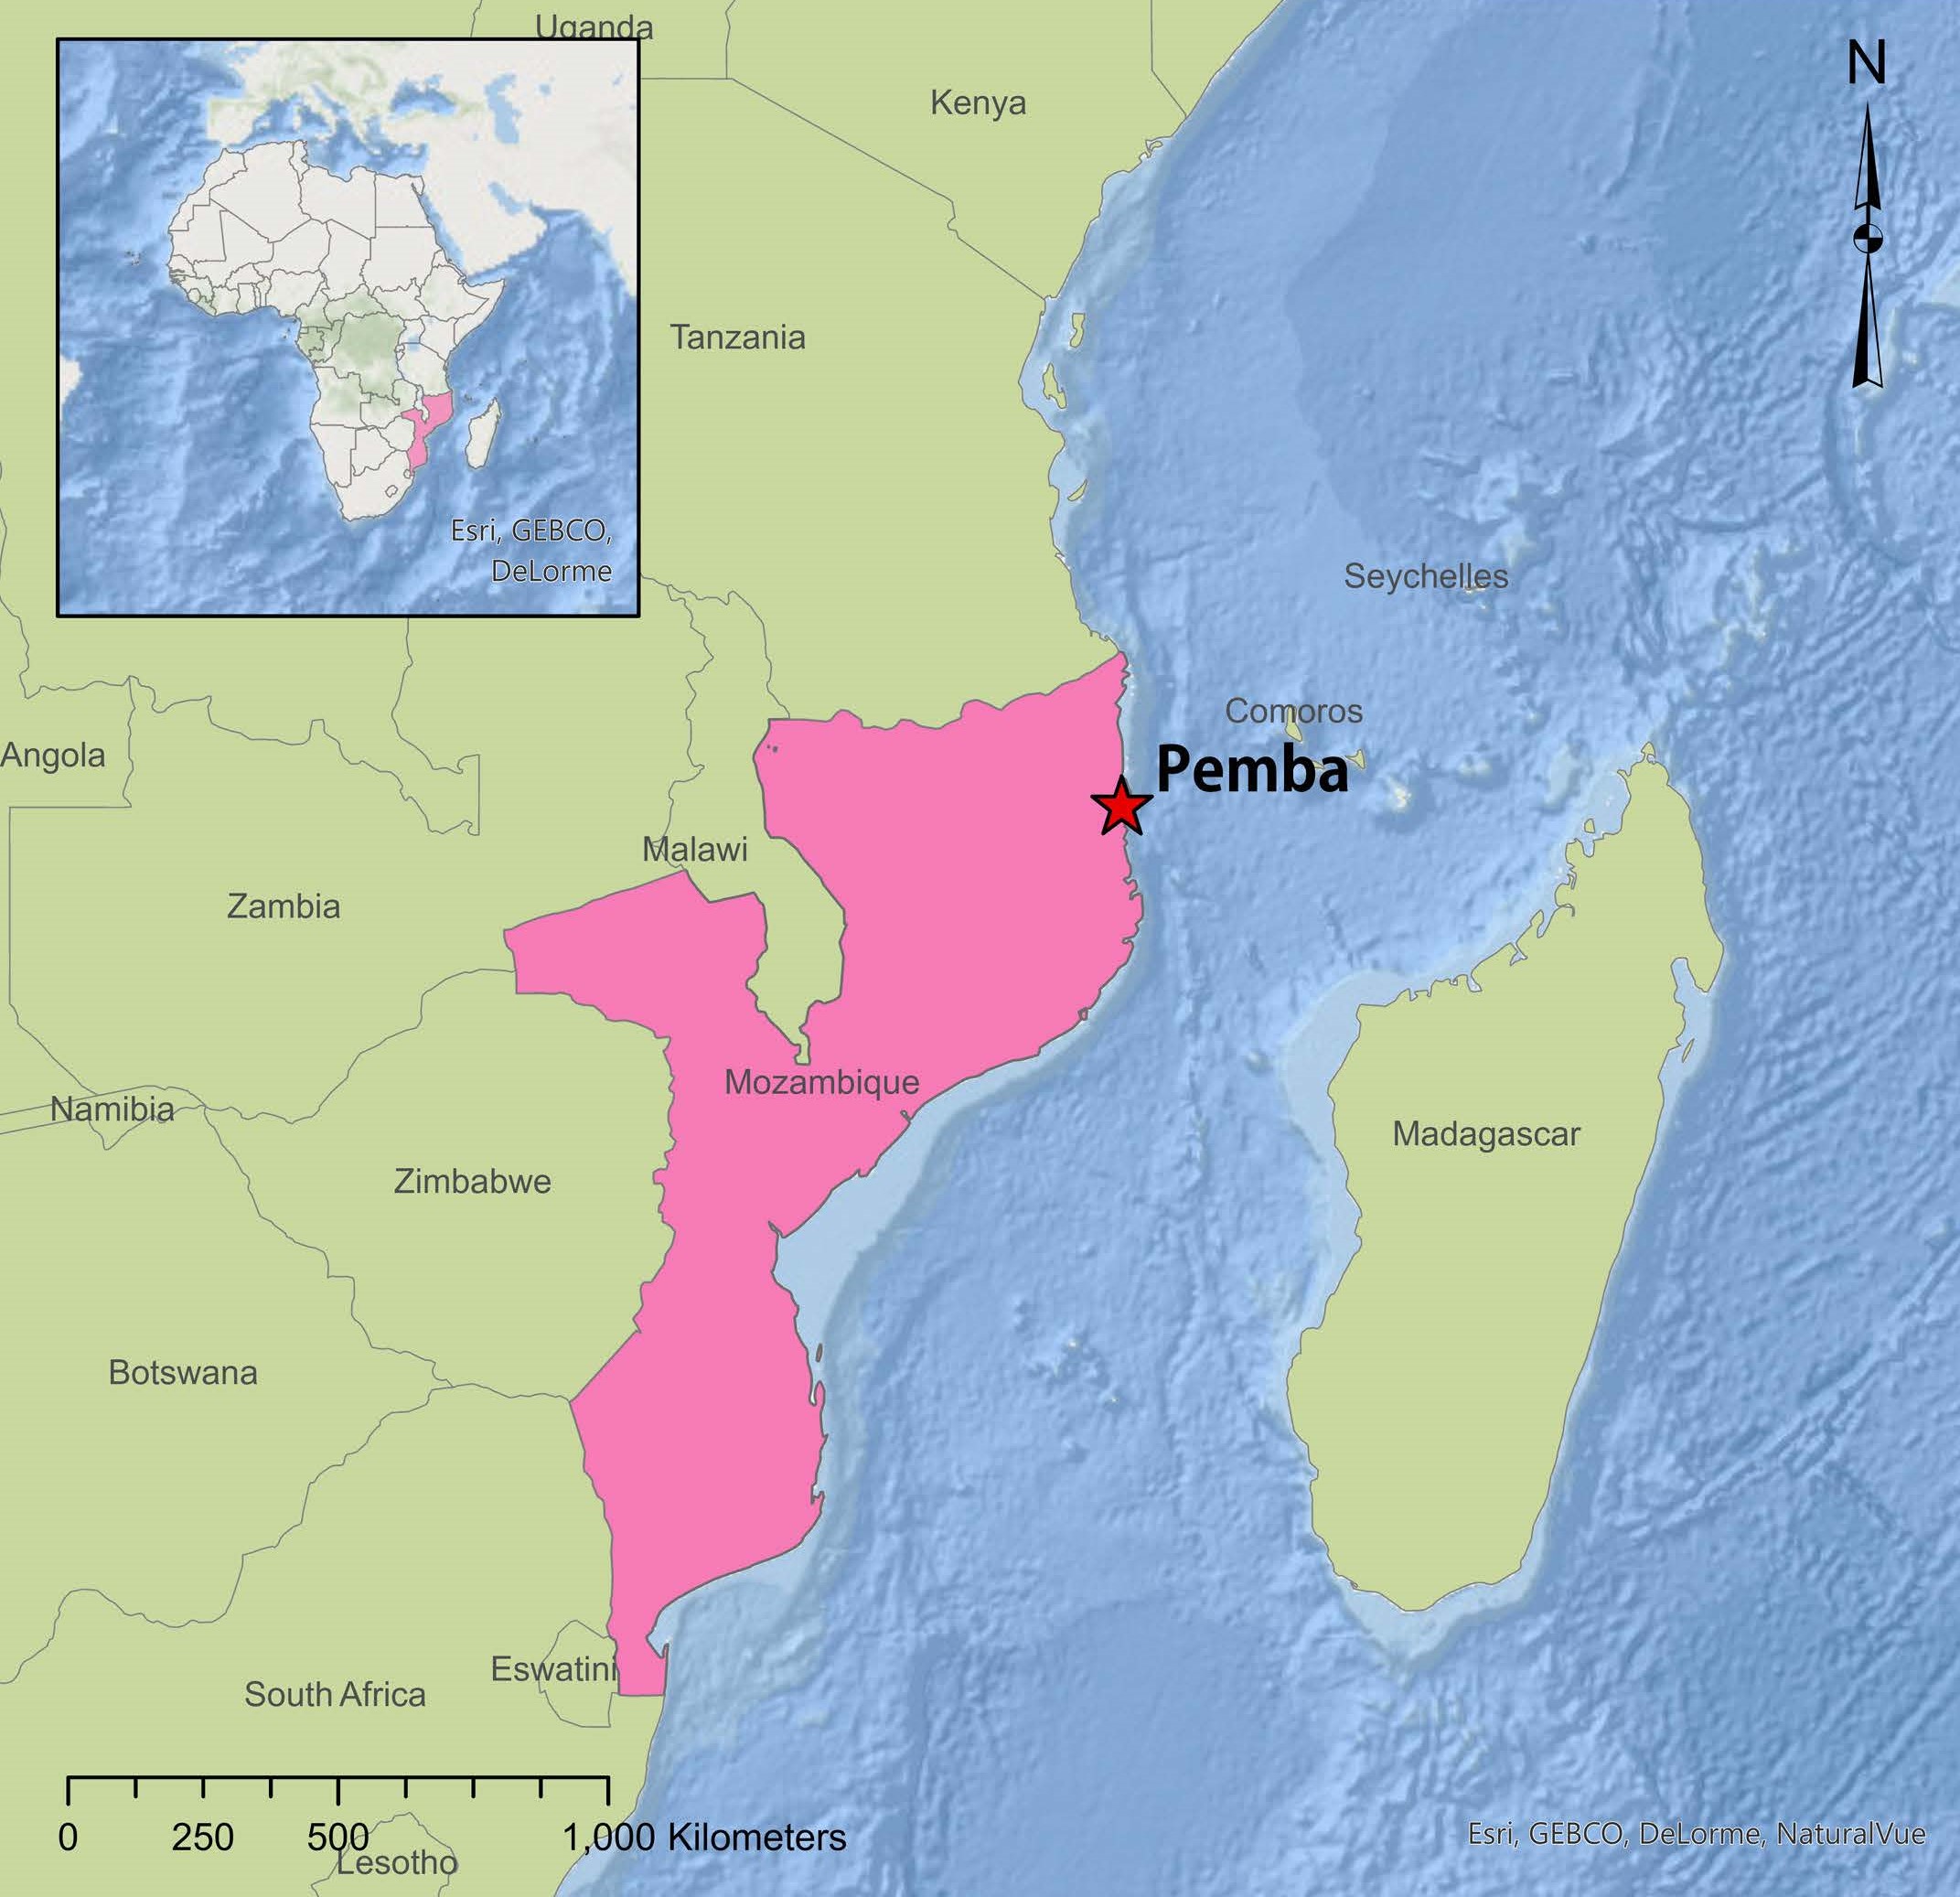 Uganda
N
Kenya
Tanzania
Esri, GEBCO,
DeLorme
Seychelles
Comoros
Angola
Pemba
Malawi
Zambia
Mozambique
Namibia
Madagascar
Zimbabwe
Botswana
Eswatini
South Africa
0 250 500 1,000 Kilometers
Esri, GEBCO, DeLorme, NaturalVue
Lesotho